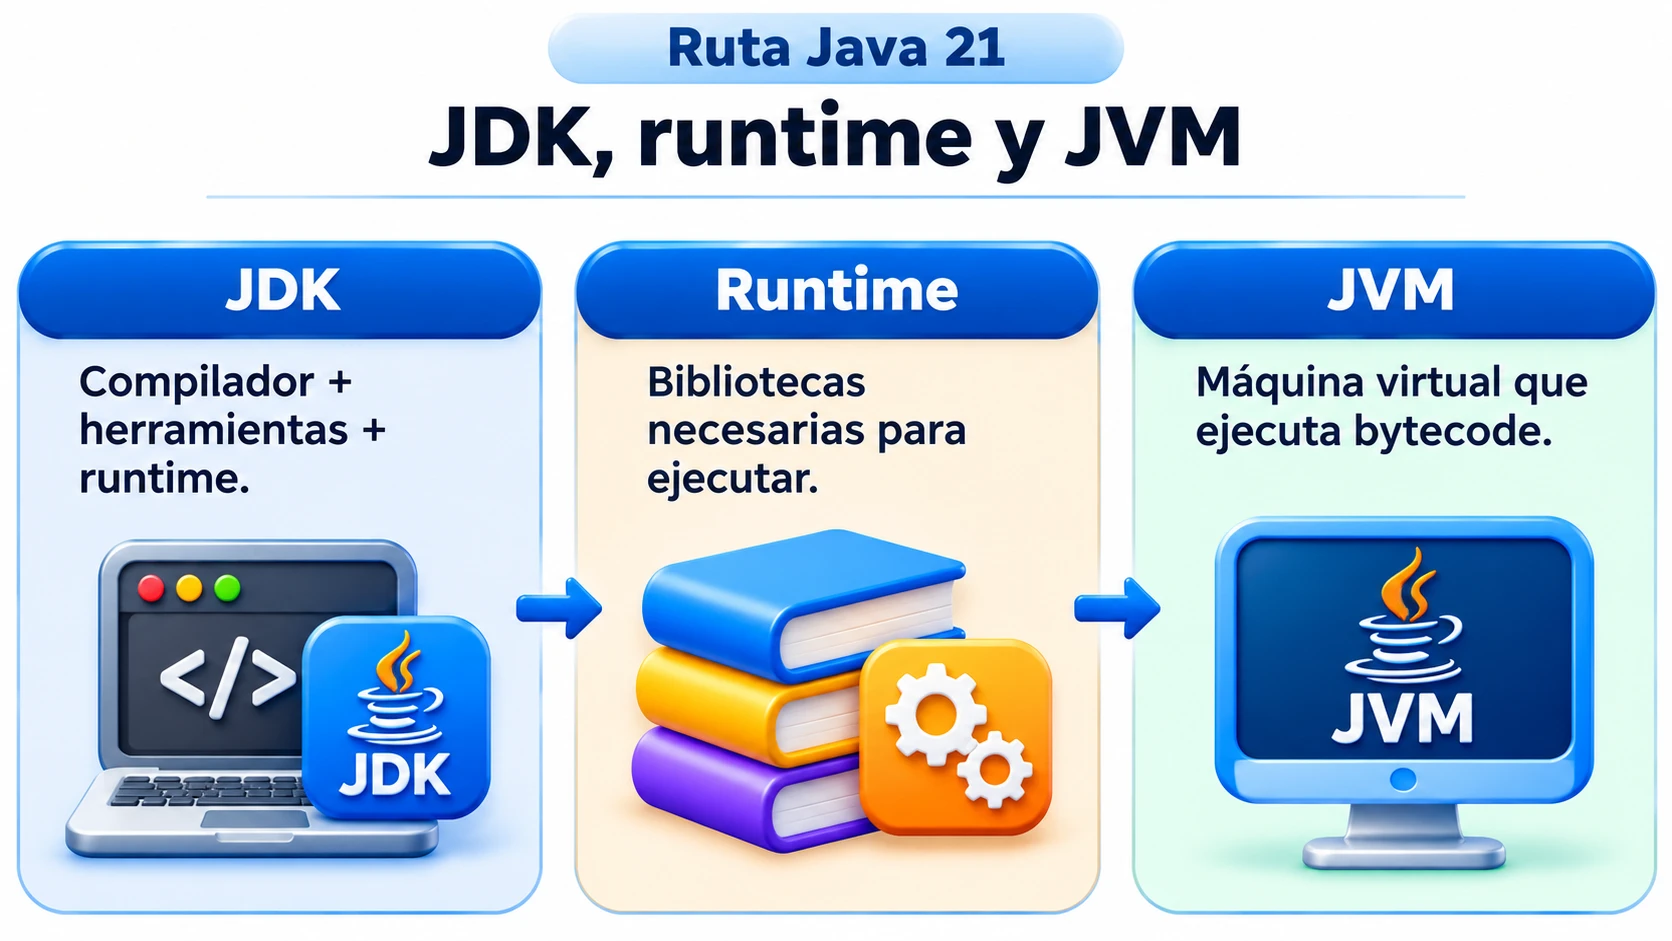 Ruta Java 21
JDK, runtime y JVM
JDK
Compilador +
herramientas +
runtime.
</>
JDK
Runtime
Bibliotecas
necesarias para
ejecutar.
JVM
Máquina virtual que
ejecuta bytecode.
JVM